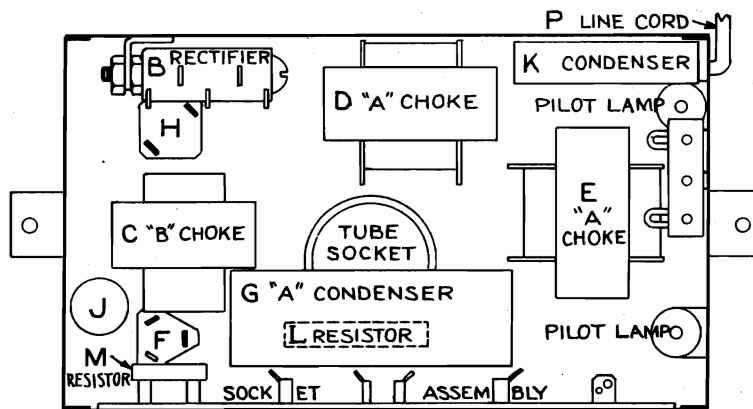 P LINE CORD
B RECTIFIER
K CONDENSER
D "A" CHOKE
PILOT LAMP
H
E
"A"
CHOKE
C "B" CHOKE
TUBE
SOCKET
G "A" CONDENSER
J
L RESISTOR
F
PILOT LAMP
M
RESISTOR
SOCKET ASSEMBLY